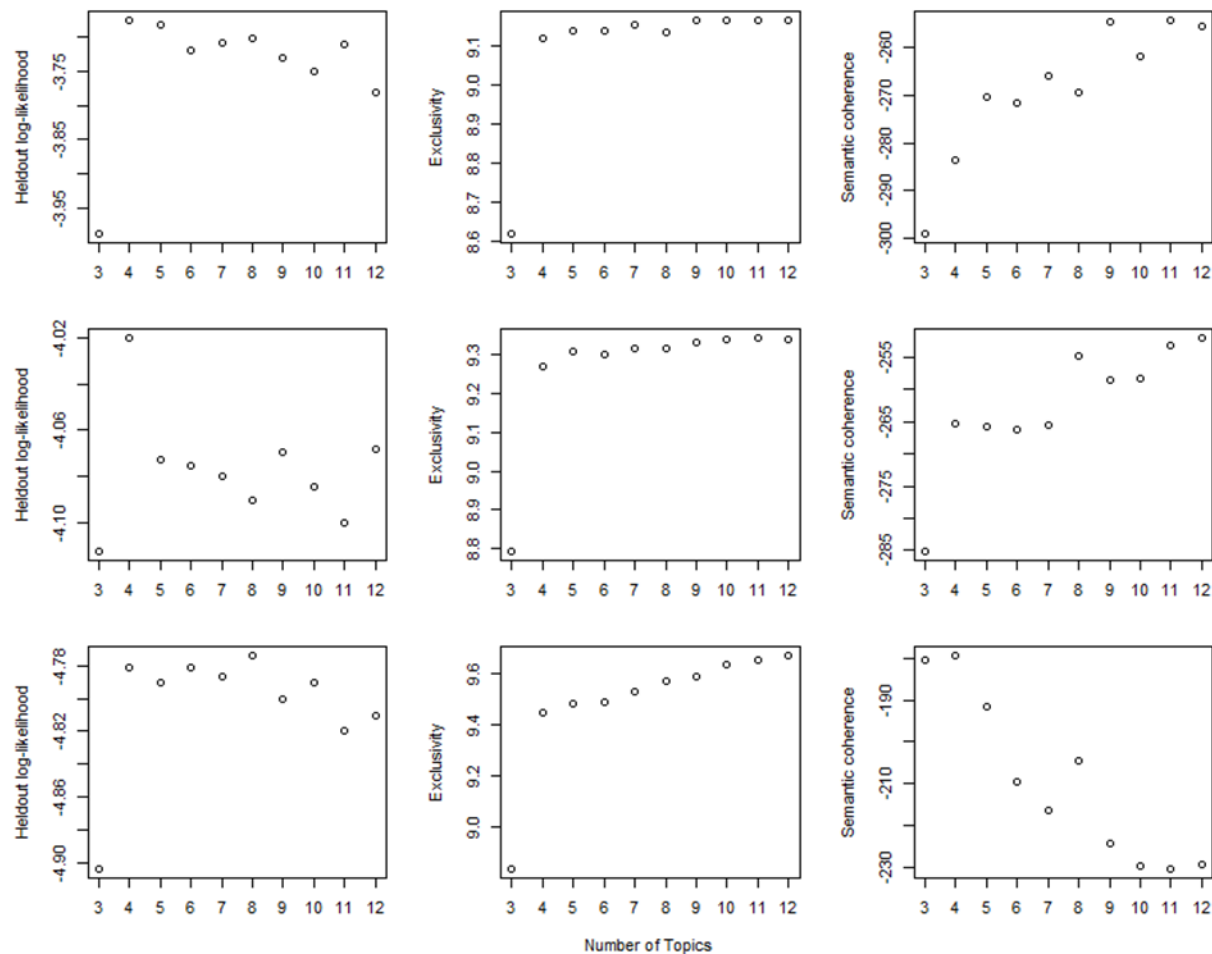 Heldout log-likelihood
-3.75
-3.85
-3.95
3 4 5 6 7 8 9 10 11 12
Exclusivity
9.1
9.0
8.9
8.8
8.7
8.6
3 4 5 6 7 8 9 10 11 12
Semantic coherence
-260
-270
-280
-290
-300
3 4 5 6 7 8 9 10 11 12
Heldout log-likelihood
-4.02
-4.06
-4.10
3 4 5 6 7 8 9 10 11 12
Exclusivity
9.3
9.2
9.1
9.0
8.9
8.8
3 4 5 6 7 8 9 10 11 12
Semantic coherence
-255
-265
-275
-285
3 4 5 6 7 8 9 10 11 12
Heldout log-likelihood
-4.78
-4.82
-4.86
-4.90
3 4 5 6 7 8 9 10 11 12
Exclusivity
9.6
9.4
9.2
9.0
3 4 5 6 7 8 9 10 11 12
Semantic coherence
-190
-210
-230
3 4 5 6 7 8 9 10 11 12
Number of Topics